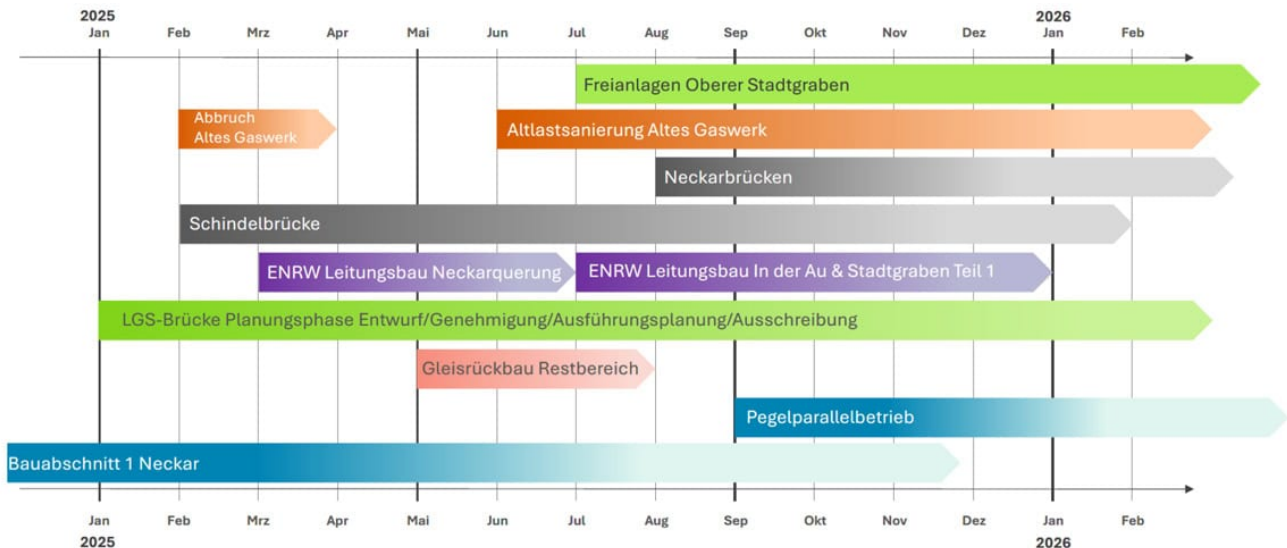 2025
2026
Jan Feb Mrz Apr Mai Jun Jul Aug Sep Okt Nov Dez Jan Feb
Freianlagen Oberer Stadtgraben
Abbruch
Altes Gaswerk
Altlastsanierung Altes Gaswerk
Neckarbrücken
Schindelbrücke
ENRW Leitungsbau Neckarquerung
ENRW Leitungsbau In der Au & Stadtgraben Teil 1
LGS-Brücke Planungsphase Entwurf/Genehmigung/Ausführungsplanung/Ausschreibung
Gleisrückbau Restbereich
Pegelparallelbetrieb
Bauabschnitt 1 Neckar
Jan Feb Mrz Apr Mai Jun Jul Aug Sep Okt Nov Dez Jan Feb
2025
2026